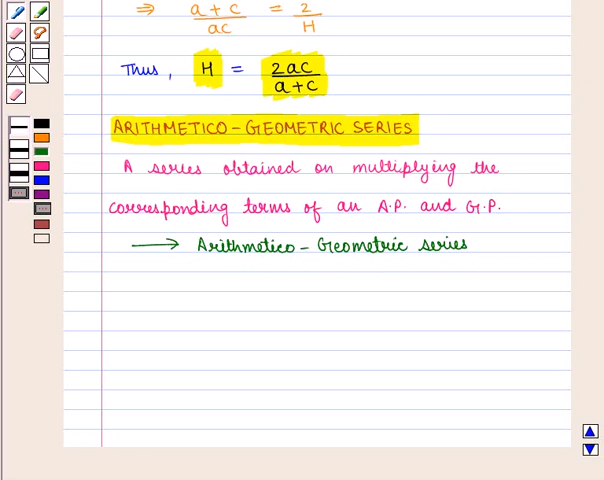 ⇒ a + c / ac = 2 / H
Thus, H = 2ac / a + c
ARITHMETICO - GEOMETRIC SERIES
A series obtained on multiplying the
corresponding terms of an A.P. and G.P.
⟶ Arithmetico - Geometric series